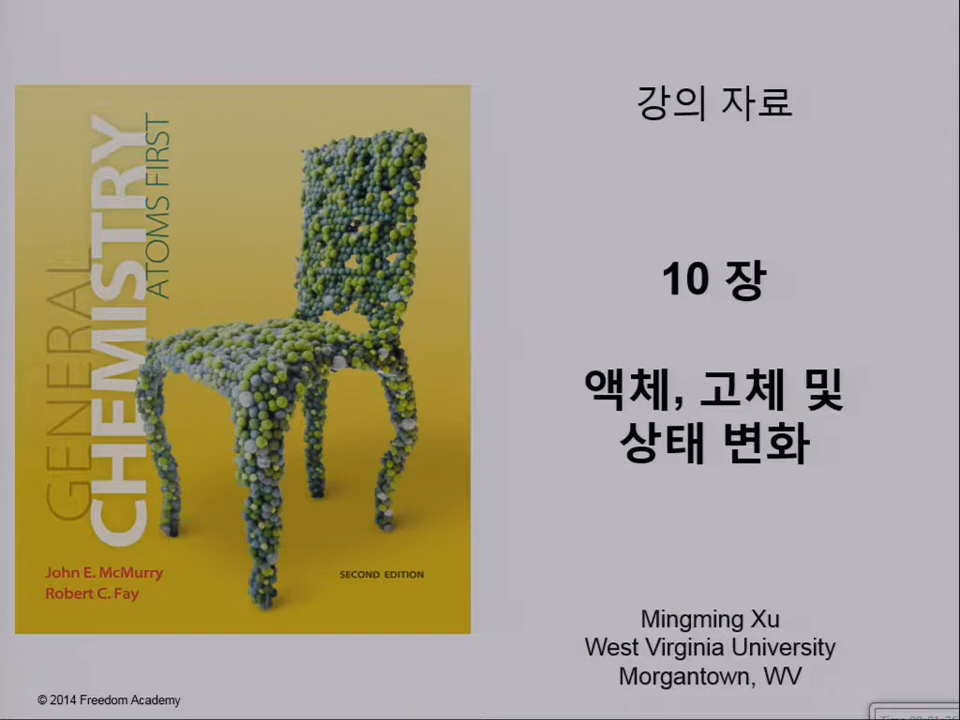 GENERAL
CHEMISTRY
ATOMS FIRST
John E. McMurry
Robert C. Fay
SECOND EDITION
강의 자료
10 장
액체, 고체 및
상태 변화
Mingming Xu
West Virginia University
Morgantown, WV
© 2014 Freedom Academy